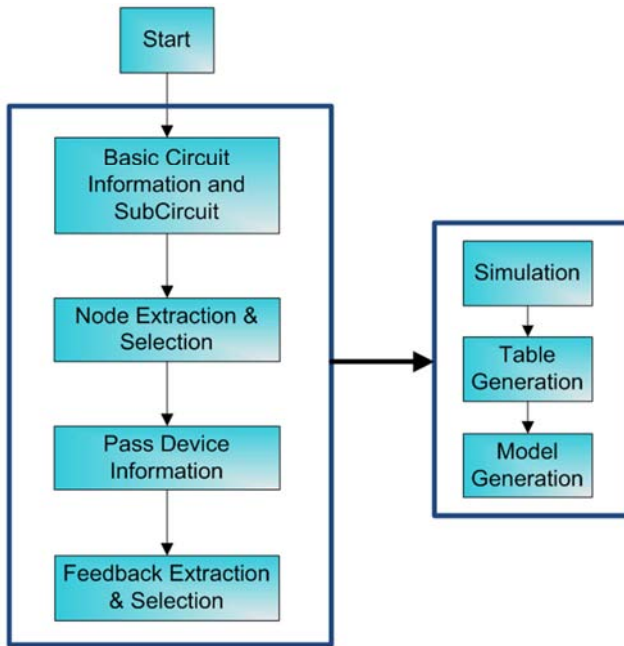 Start
Basic Circuit
Information and
SubCircuit
Node Extraction &
Selection
Pass Device
Information
Feedback Extraction
& Selection
Simulation
Table
Generation
Model
Generation